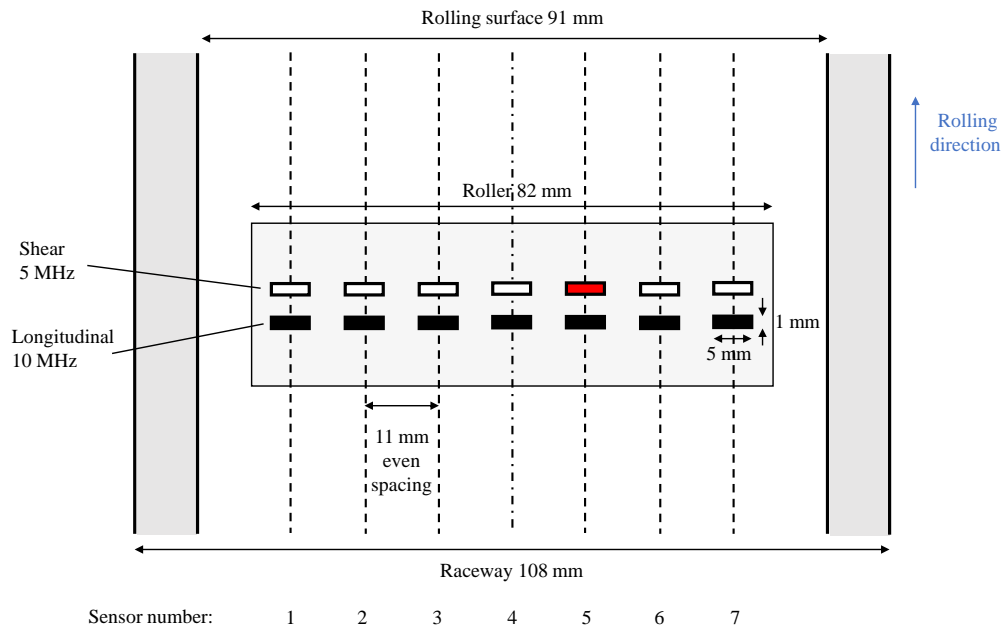 Rolling surface 91 mm
Rolling
direction
Roller 82 mm
Shear
5 MHz
Longitudinal
10 MHz
1 mm
5 mm
11 mm
even
spacing
Raceway 108 mm
Sensor number: 1 2 3 4 5 6 7